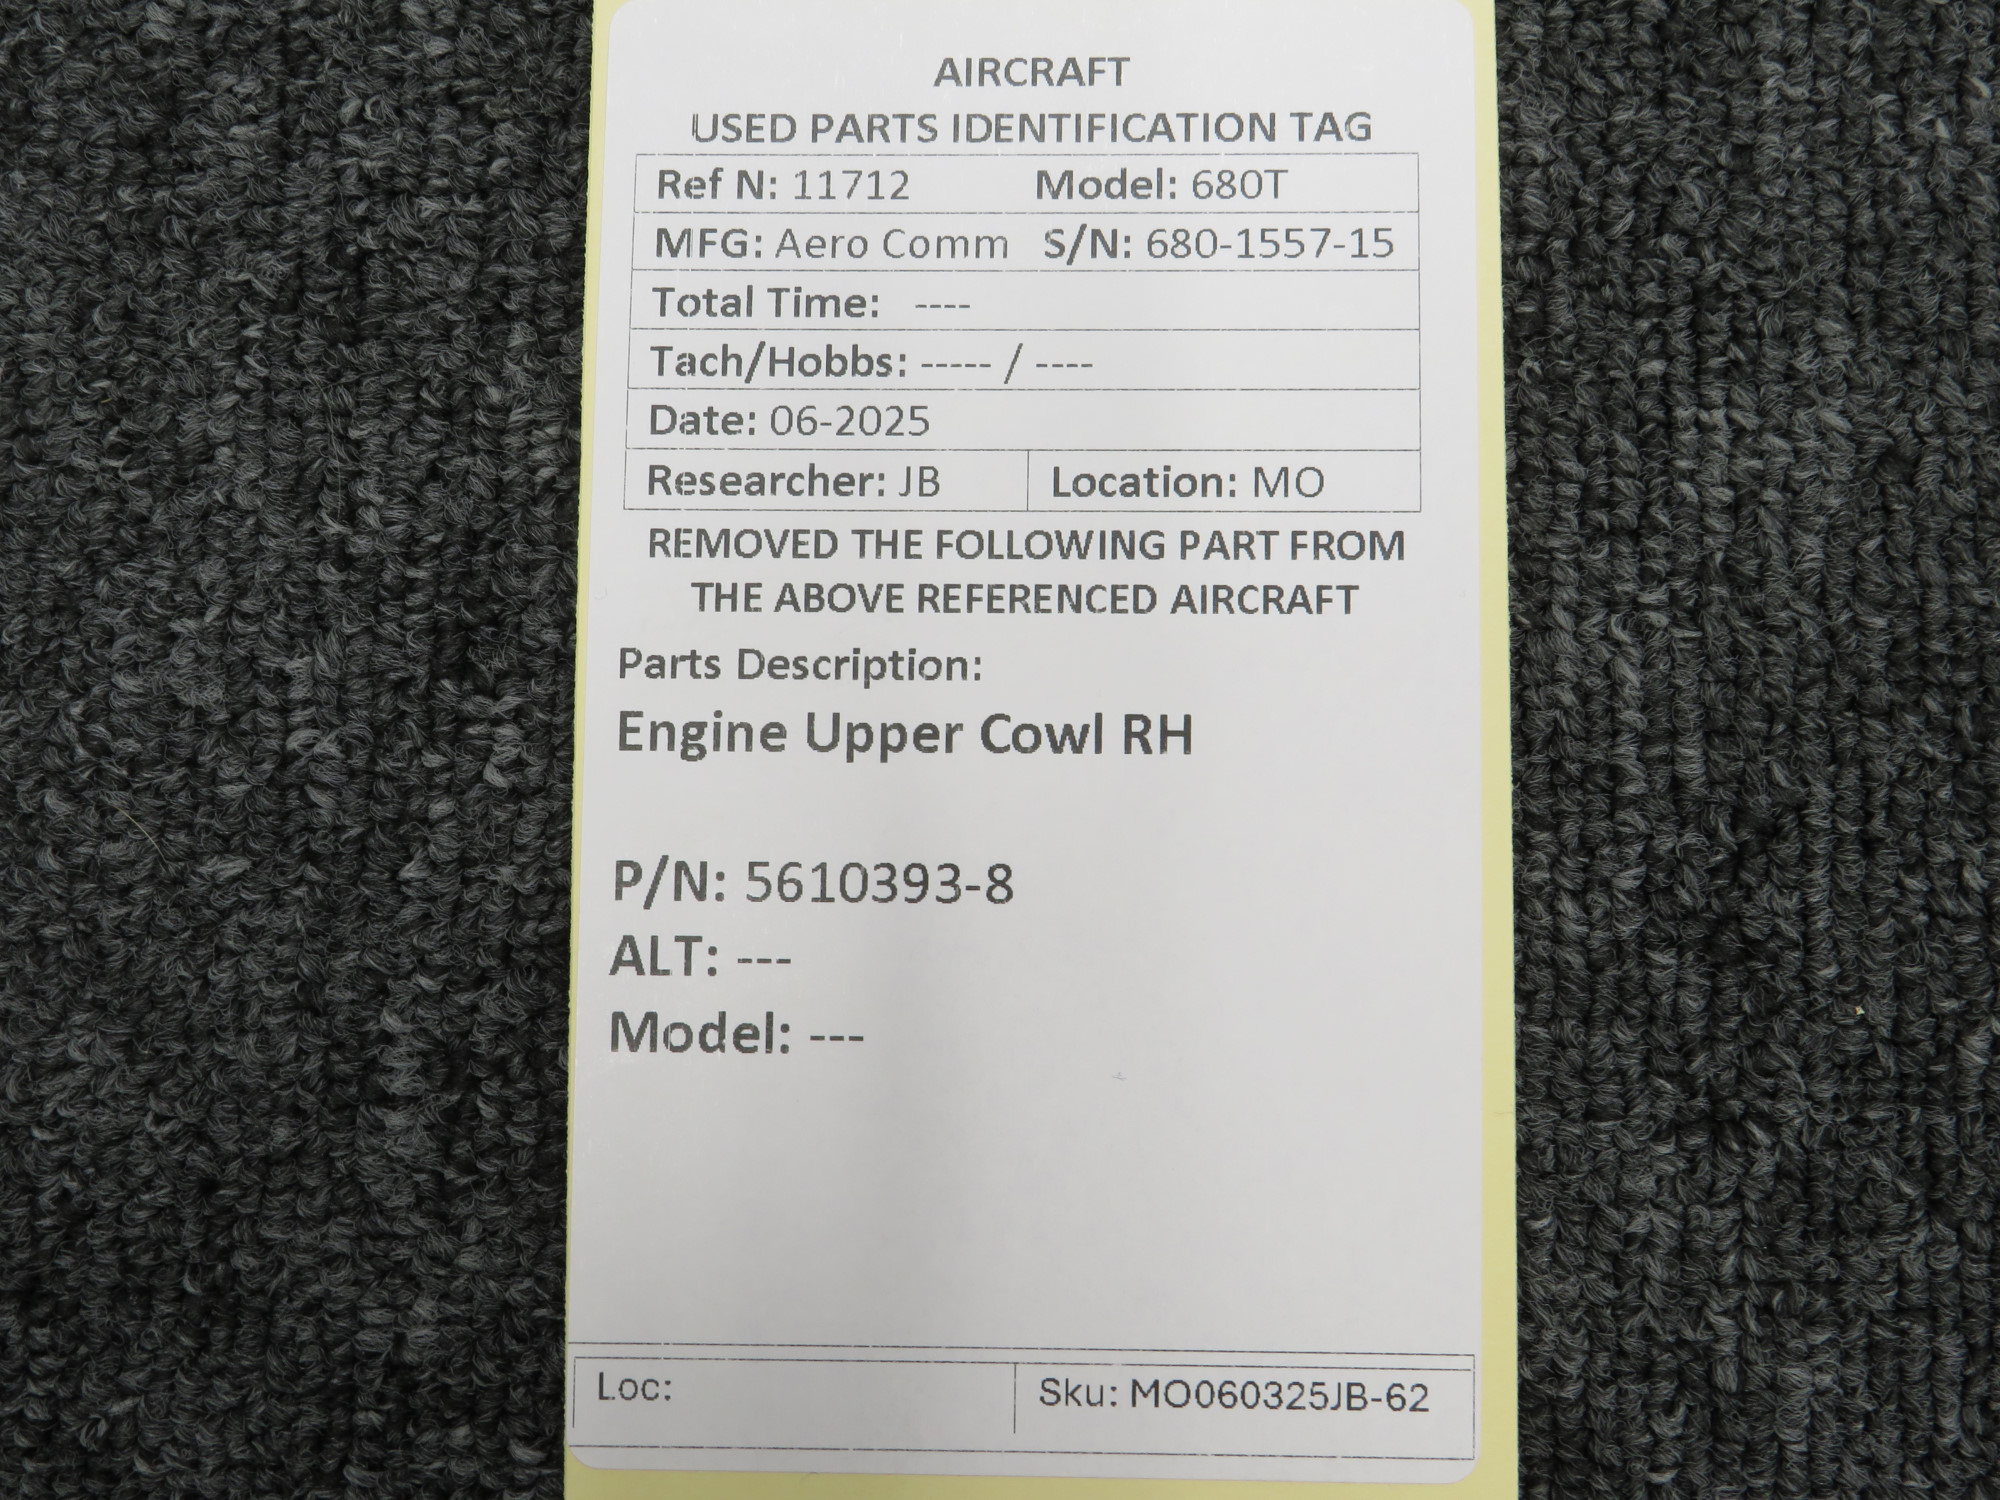 AIRCRAFT
USED PARTS IDENTIFICATION TAG
Ref N: 11712 Model: 680T
MFG: Aero Comm S/N: 680-1557-15
Total Time: ----
Tach/Hobbs: ----- / ----
Date: 06-2025
Researcher: JB Location: MO
REMOVED THE FOLLOWING PART FROM
THE ABOVE REFERENCED AIRCRAFT
Parts Description:
Engine Upper Cowl RH
P/N: 5610393-8
ALT: ---
Model: ---
Loc: Sku: MO060325JB-62